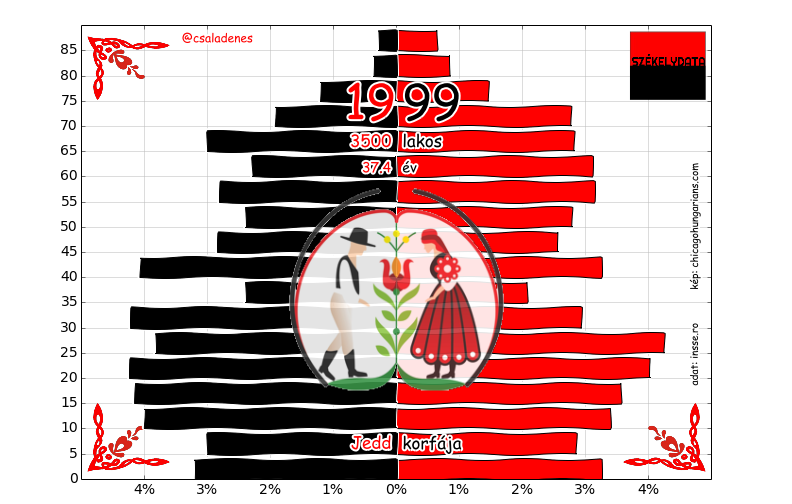 @csaladenes
SZÉKELYDATA
1999
3500 lakos
37.4 év
kép: chicagohungarians.com
adat: insse.ro
Jedd korfája
85
80
75
70
65
60
55
50
45
40
35
30
25
20
15
10
5
0
4% 3% 2% 1% 0% 1% 2% 3% 4%